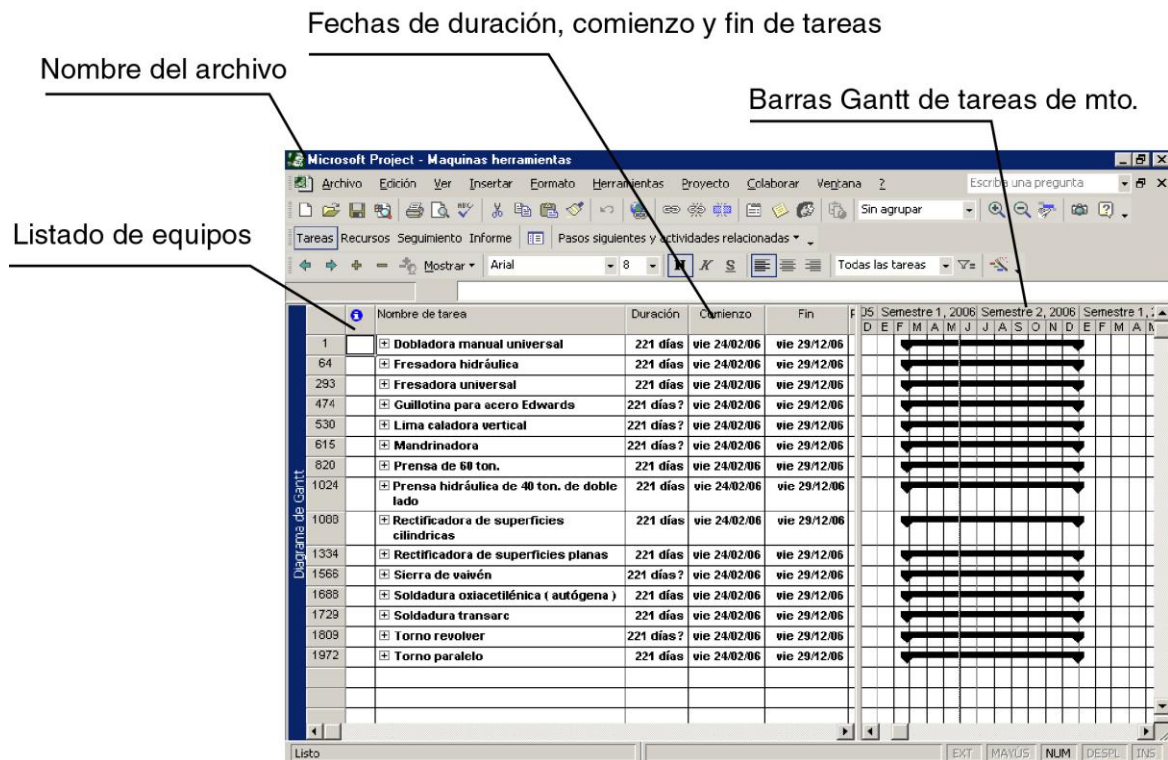 Fechas de duración, comienzo y fin de tareas
Nombre del archivo
Barras Gantt de tareas de mto.
Listado de equipos
Microsoft Project - Maquinas herramientas
Archivo Edición Ver Insertar Formato Herramientas Proyecto Colaborar Ventana ? Escriba una pregunta
Sin agrupar
Tareas Recursos Seguimiento Informe Pasos siguientes y actividades relacionadas
Mostrar Arial 8 N K S Todas las tareas
Nombre de tarea Duración Comienzo Fin 05 Semestre 1, 2006 Semestre 2, 2006 Semestre 1,
D E F M A M J J A S O N D E F M A M
1 Dobladora manual universal 221 días vie 24/02/06 vie 29/12/06
64 Fresadora hidráulica 221 días vie 24/02/06 vie 29/12/06
293 Fresadora universal 221 días vie 24/02/06 vie 29/12/06
474 Guillotina para acero Edwards 221 días? vie 24/02/06 vie 29/12/06
530 Lima caladora vertical 221 días? vie 24/02/06 vie 29/12/06
615 Mandrinadora 221 días? vie 24/02/06 vie 29/12/06
820 Prensa de 60 ton. 221 días vie 24/02/06 vie 29/12/06
1024 Prensa hidráulica de 40 ton. de doble 221 días vie 24/02/06 vie 29/12/06
lado
1088 Rectificadora de superficies 221 días vie 24/02/06 vie 29/12/06
cilindricas
1334 Rectificadora de superficies planas 221 días vie 24/02/06 vie 29/12/06
1566 Sierra de vaivén 221 días? vie 24/02/06 vie 29/12/06
1688 Soldadura oxiacetilénica ( autógena ) 221 días vie 24/02/06 vie 29/12/06
1729 Soldadura transarc 221 días vie 24/02/06 vie 29/12/06
1809 Torno revolver 221 días? vie 24/02/06 vie 29/12/06
1972 Torno paralelo 221 días vie 24/02/06 vie 29/12/06
Diagrama de Gantt
Listo EXT MAYÚS NUM DESPL INS